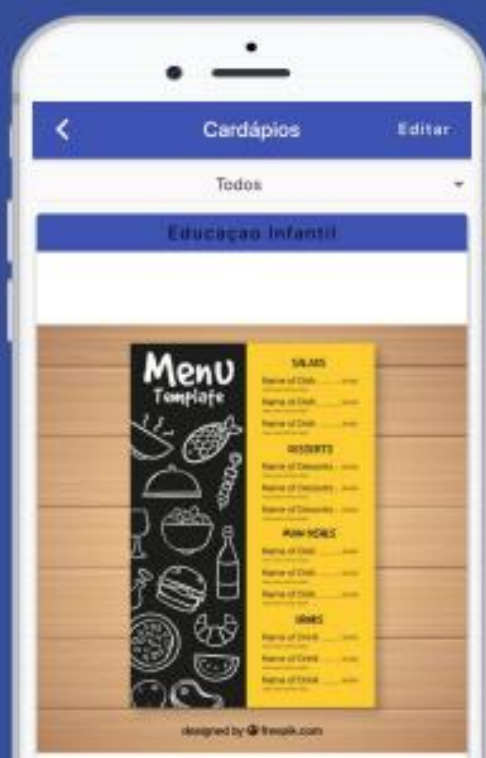 Cardápios
Editar
Todos
Educaçao Infantil
Menu
Template
SALADS
Name of Dish
Name of Dish
Name of Dish
DESSERTS
Name of Desserts
Name of Desserts
Name of Desserts
MAIN MEALS
Name of Dish
Name of Dish
Name of Dish
DRINKS
Name of Drink
Name of Drink
Name of Drink
designed by freepik.com